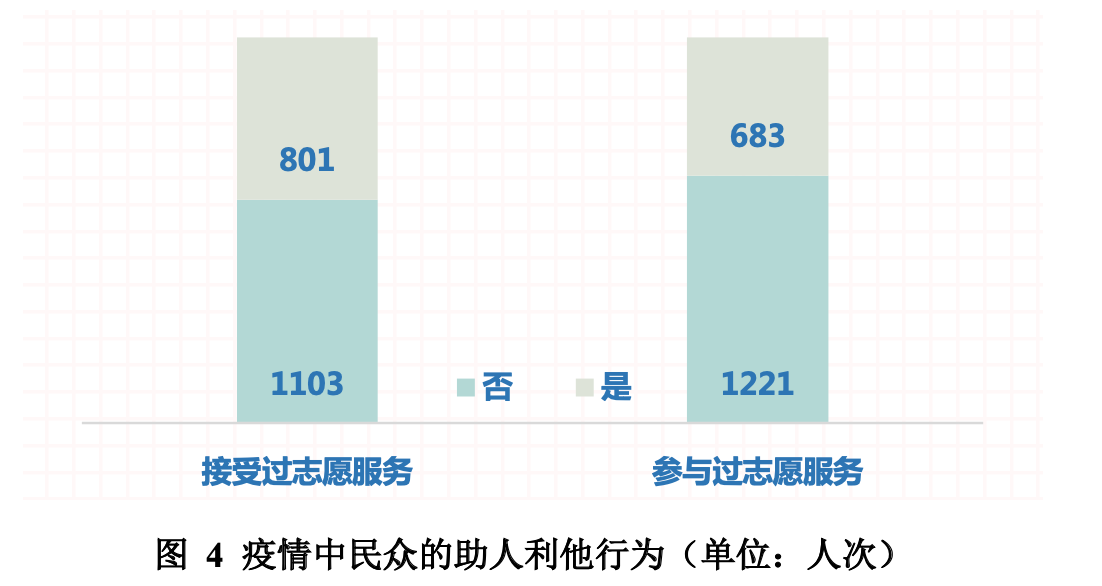 801
683
1103
否
是
1221
接受过志愿服务
参与过志愿服务
图 4 疫情中民众的助人利他行为（单位：人次）